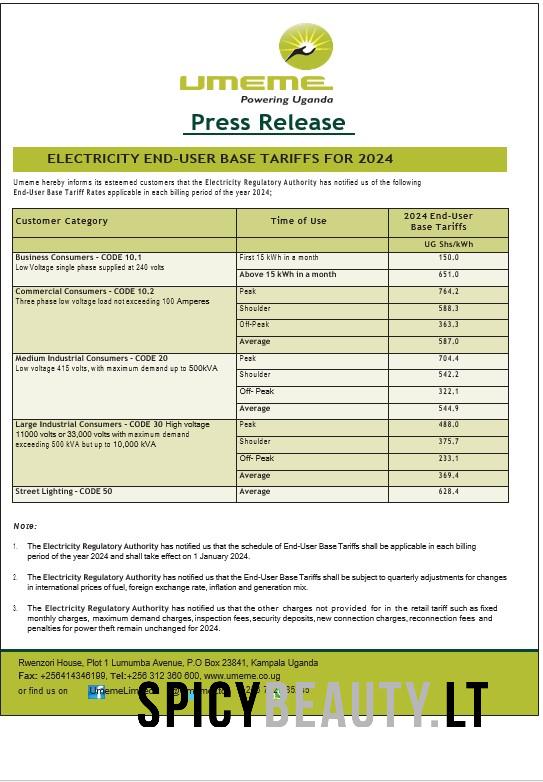 UMEME
Powering Uganda
Press Release
ELECTRICITY END-USER BASE TARIFFS FOR 2024
Umeme hereby informs its esteemed customers that the Electricity Regulatory Authority has notified us of the following
End-User Base Tariff Rates applicable in each billing period of the year 2024;
Customer Category Time of Use 2024 End-User
Base Tariffs
UG Shs/kWh
Business Consumers - CODE 10.1 First 15 kWh in a month 150.0
Low Voltage single phase supplied at 240 volts
Above 15 kWh in a month 651.0
Commercial Consumers - CODE 10.2 Peak 764.2
Three phase low voltage load not exceeding 100 Amperes
Shoulder 588.3
Off-Peak 363.3
Average 587.0
Medium Industrial Consumers - CODE 20 Peak 704.4
Low voltage 415 volts, with maximum demand up to 500kVA
Shoulder 542.2
Off- Peak 322.1
Average 544.9
Large Industrial Consumers - CODE 30 High voltage Peak 488.0
11000 volts or 33,000 volts with maximum demand
exceeding 500 kVA but up to 10,000 kVA
Shoulder 375.7
Off- Peak 233.1
Average 369.4
Street Lighting - CODE 50 Average 628.4
Note:
1. The Electricity Regulatory Authority has notified us that the schedule of End-User Base Tariffs shall be applicable in each billing
period of the year 2024 and shall take effect on 1 January 2024.
2. The Electricity Regulatory Authority has notified us that the End-User Base Tariffs shall be subject to quarterly adjustments for changes
in international prices of fuel, foreign exchange rate, inflation and generation mix.
3. The Electricity Regulatory Authority has notified us that the other charges not provided for in the retail tariff such as fixed
monthly charges, maximum demand charges, inspection fees, security deposits, new connection charges, reconnection fees and
penalties for power theft remain unchanged for 2024.
Rwenzori House, Plot 1 Lumumba Avenue, P.O Box 23841, Kampala Uganda
Fax: +256414346199, Tel:+256 312 360 600, www.umeme.co.ug
or find us on
SPICYBEAUTY.LT